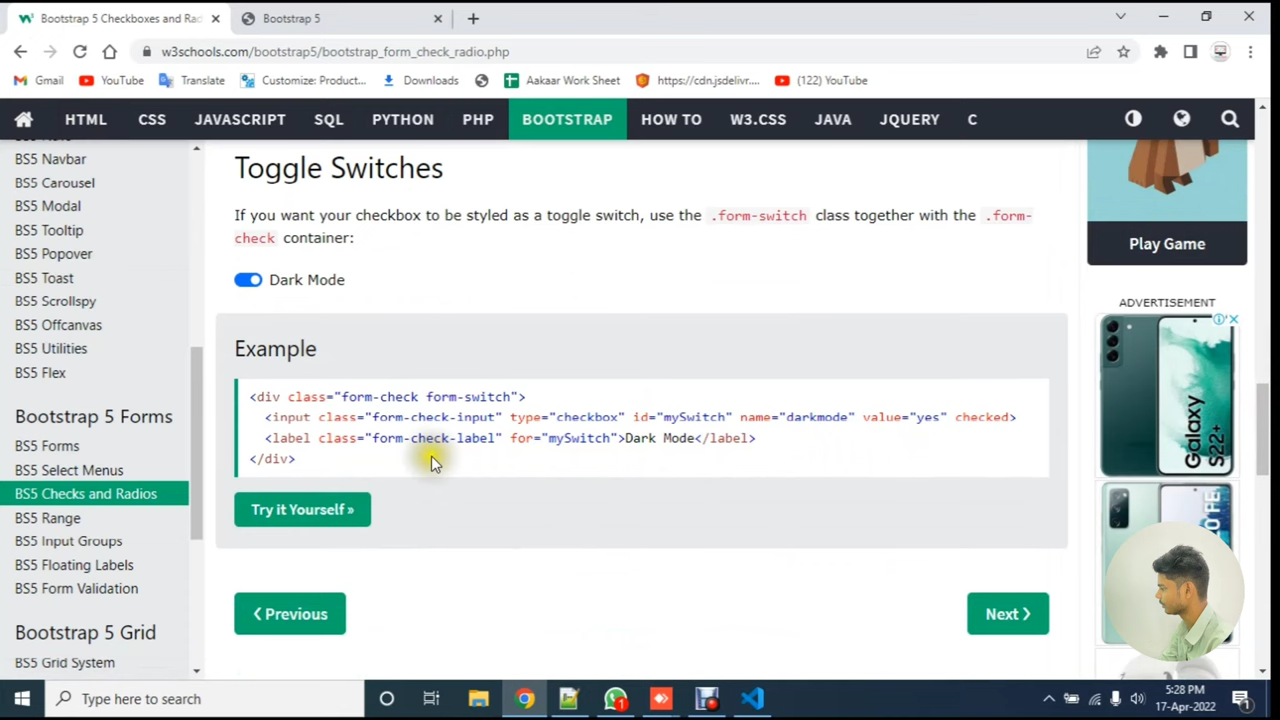 Bootstrap 5 Checkboxes and Rad
Bootstrap 5
w3schools.com/bootstrap5/bootstrap_form_check_radio.php
Gmail
YouTube
Translate
Customize: Product...
Downloads
Aakaar Work Sheet
https://cdn.jsdelivr....
(122) YouTube
HTML
CSS
JAVASCRIPT
SQL
PYTHON
PHP
BOOTSTRAP
HOW TO
W3.CSS
JAVA
JQUERY
C
BS5 Navbar
BS5 Carousel
BS5 Modal
BS5 Tooltip
BS5 Popover
BS5 Toast
BS5 Scrollspy
BS5 Offcanvas
BS5 Utilities
BS5 Flex
Bootstrap 5 Forms
BS5 Forms
BS5 Select Menus
BS5 Checks and Radios
BS5 Range
BS5 Input Groups
BS5 Floating Labels
BS5 Form Validation
Bootstrap 5 Grid
BS5 Grid System
Toggle Switches
If you want your checkbox to be styled as a toggle switch, use the .form-switch class together with the .form-
check container:
Dark Mode
Example
<div class="form-check form-switch">
<input class="form-check-input" type="checkbox" id="mySwitch" name="darkmode" value="yes" checked>
<label class="form-check-label" for="mySwitch">Dark Mode</label>
</div>
Try it Yourself »
❮ Previous
Next ❯
Play Game
ADVERTISEMENT
Galaxy
S22+
Type here to search
1
5:28 PM
17-Apr-2022
1